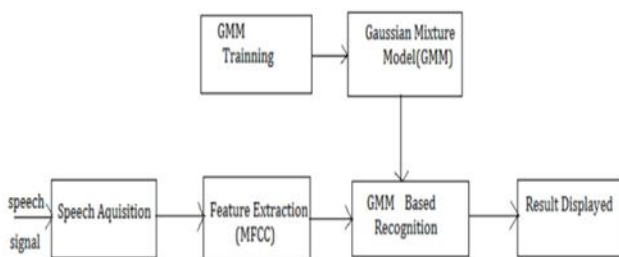 GMM
Trainning
Gaussian Mixture
Model(GMM)
speech
signal
Speech Aquisition
Feature Extraction
(MFCC)
GMM Based
Recognition
Result Displayed